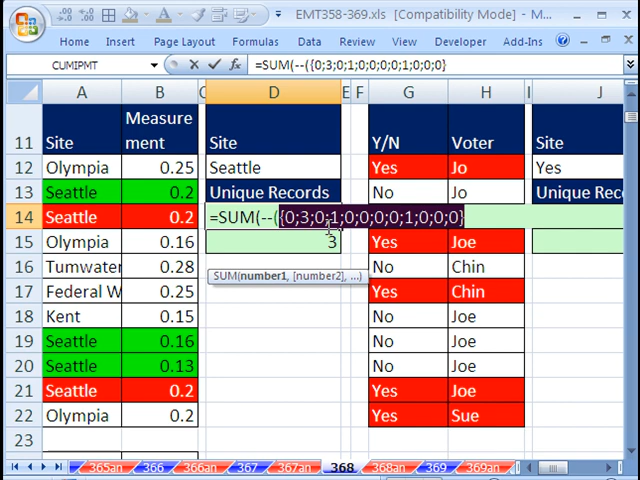 EMT358-369.xls [Compatibility Mode] - M...
Home Insert Page Layout Formulas Data Review View Developer Add-Ins
CUMIPMT =SUM(--({0;3;0;1;0;0;0;0;1;0;0;0}
A B C D E F G H I J
11 Site Measure ment Site Y/N Voter Site
12 Olympia 0.25 Seattle Yes Jo Yes
13 Seattle 0.2 Unique Records No Jo Unique Reco
14 Seattle 0.2 =SUM(--({0;3;0;1;0;0;0;0;1;0;0;0}
15 Olympia 0.16 3 Yes Joe
16 Tumwater 0.28 No Chin
SUM(number1, [number2], ...)
17 Federal W 0.25 Yes Chin
18 Kent 0.15 No Joe
19 Seattle 0.16 No Joe
20 Seattle 0.13 No Joe
21 Seattle 0.2 Yes Joe
22 Olympia 0.2 Yes Sue
23
365an 366 366an 367 367an 368 368an 369 369an